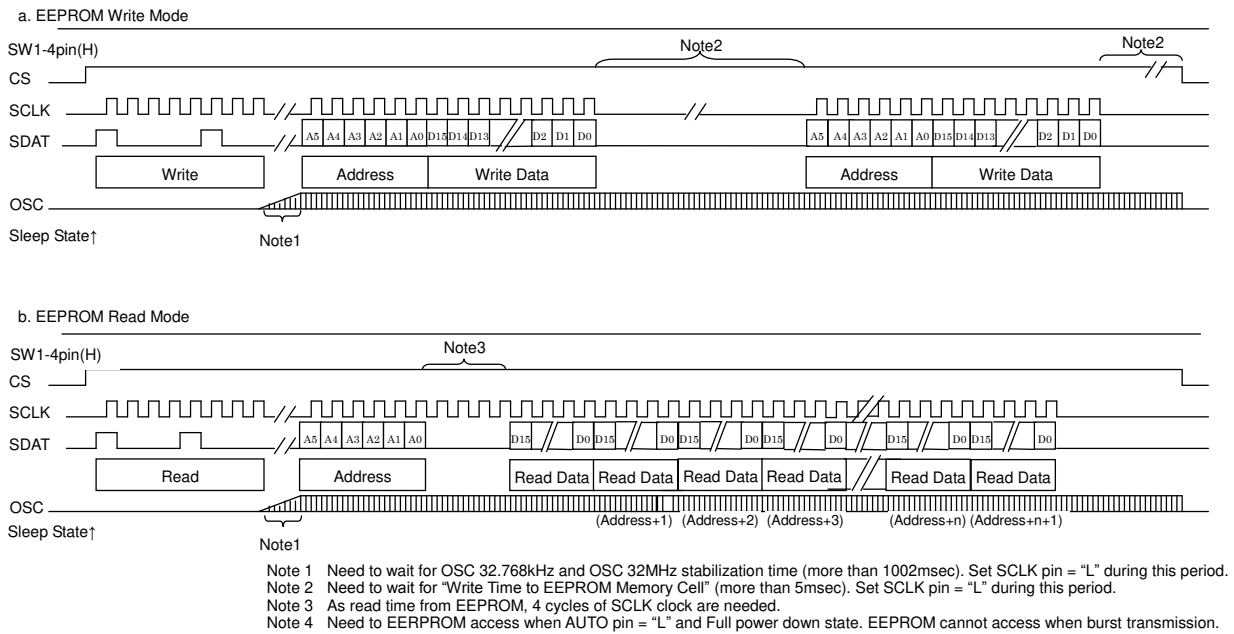 a. EEPROM Write Mode
SW1-4pin(H)
Note2
Note2
CS
SCLK
SDAT
A5 A4 A3 A2 A1 A0 D15 D14 D13 D2 D1 D0
A5 A4 A3 A2 A1 A0 D15 D14 D13 D2 D1 D0
Write
Address
Write Data
Address
Write Data
OSC
Sleep State↑
Note1
b. EEPROM Read Mode
SW1-4pin(H)
Note3
CS
SCLK
SDAT
A5 A4 A3 A2 A1 A0
D15 D0 D15 D0 D15 D0 D15 D0 D15 D0 D15 D0
Read
Address
Read Data Read Data Read Data Read Data Read Data Read Data
OSC
(Address+1) (Address+2) (Address+3) (Address+n) (Address+n+1)
Sleep State↑
Note1
Note 1 Need to wait for OSC 32.768kHz and OSC 32MHz stabilization time (more than 1002msec). Set SCLK pin = “L” during this period.
Note 2 Need to wait for “Write Time to EEPROM Memory Cell” (more than 5msec). Set SCLK pin = “L” during this period.
Note 3 As read time from EEPROM, 4 cycles of SCLK clock are needed.
Note 4 Need to EERPROM access when AUTO pin = “L” and Full power down state. EEPROM cannot access when burst transmission.